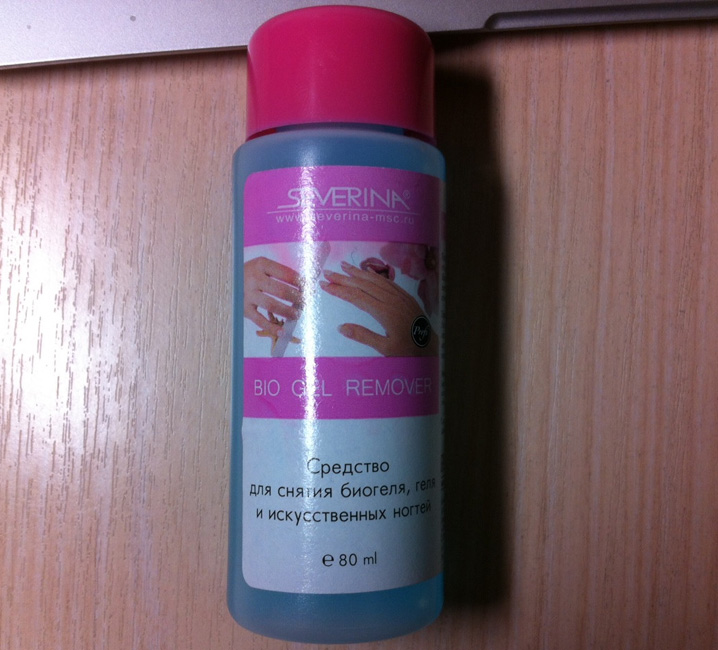 SEVERINA®
www.severina-msc.ru
BIO GEL REMOVER
Средство
для снятия биогеля, геля
и искусственных ногтей
℮ 80 ml